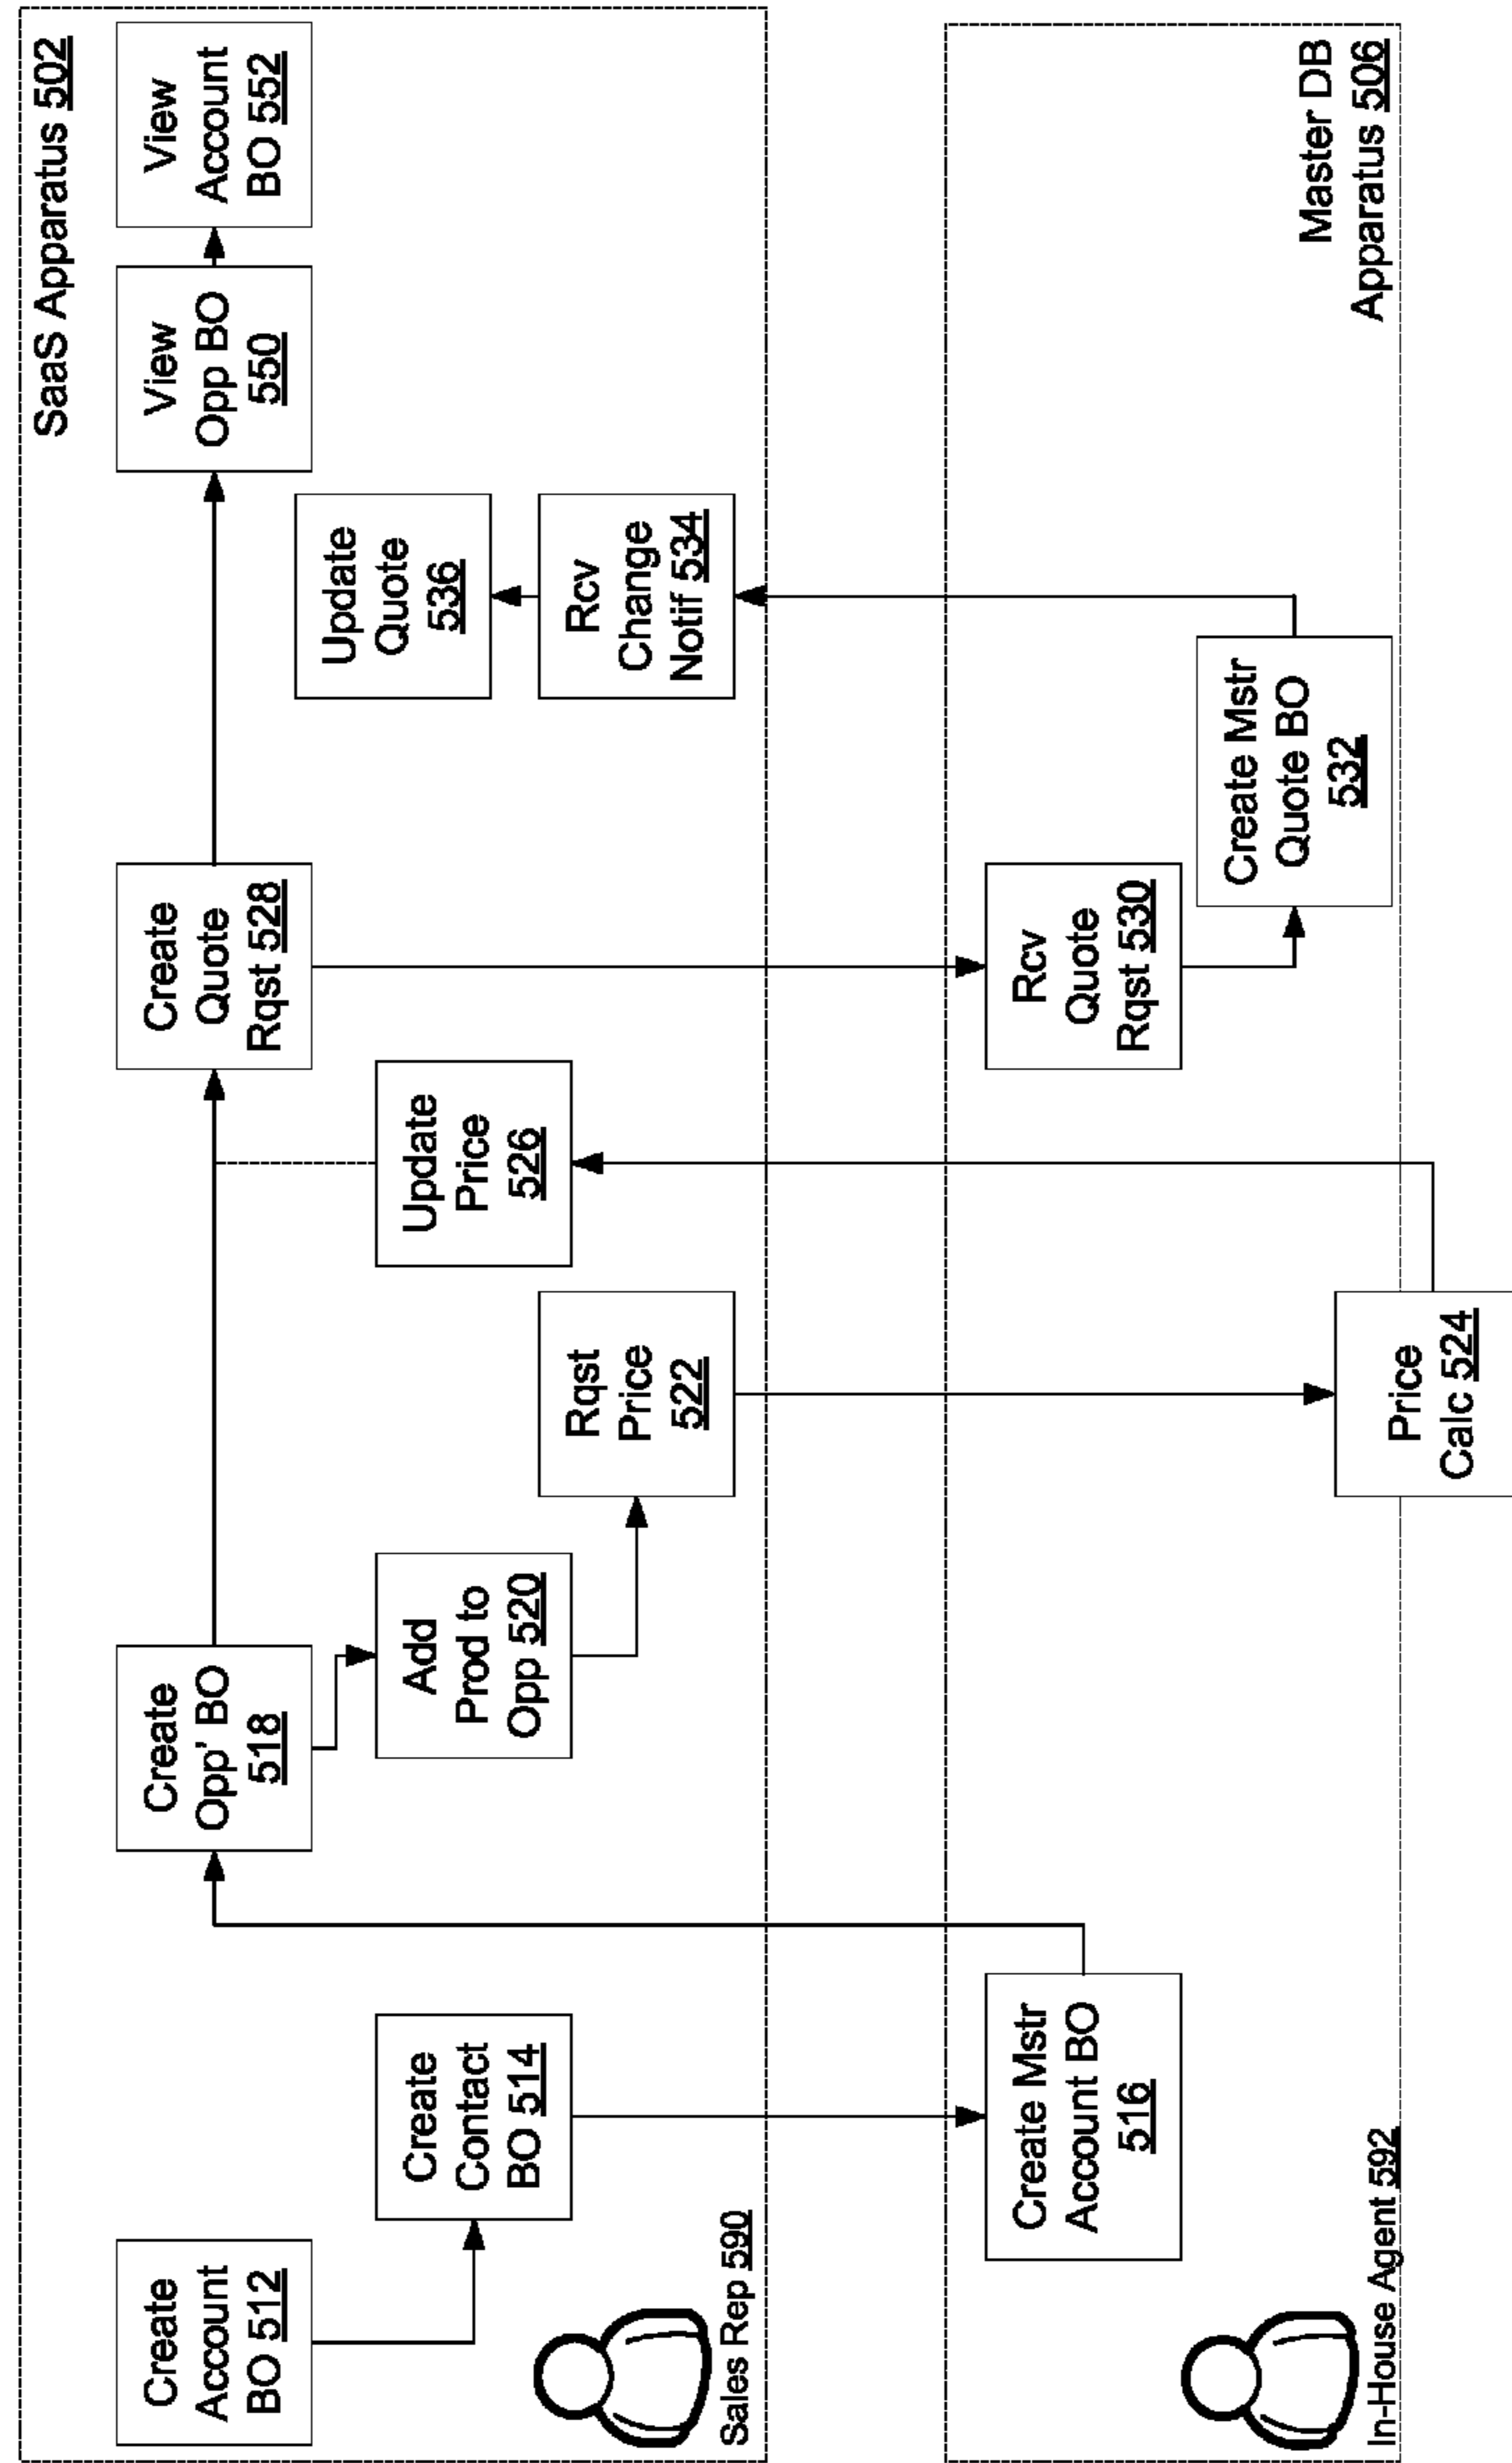 SaaS Apparatus 502
Create
Account
BO 512
Create
Contact
BO 514
Sales Rep 590
Create
Opp' BO
518
Add
Prod to
Opp 520
Rqst
Price
522
Update
Price
526
Create
Quote
Rqst 528
Update
Quote
536
Rcv
Change
Notif 534
View
Opp BO
550
View
Account
BO 552
Create Mstr
Account BO
516
In-House Agent 592
Price
Calc 524
Rcv
Quote
Rqst 530
Create Mstr
Quote BO
532
Master DB
Apparatus 506